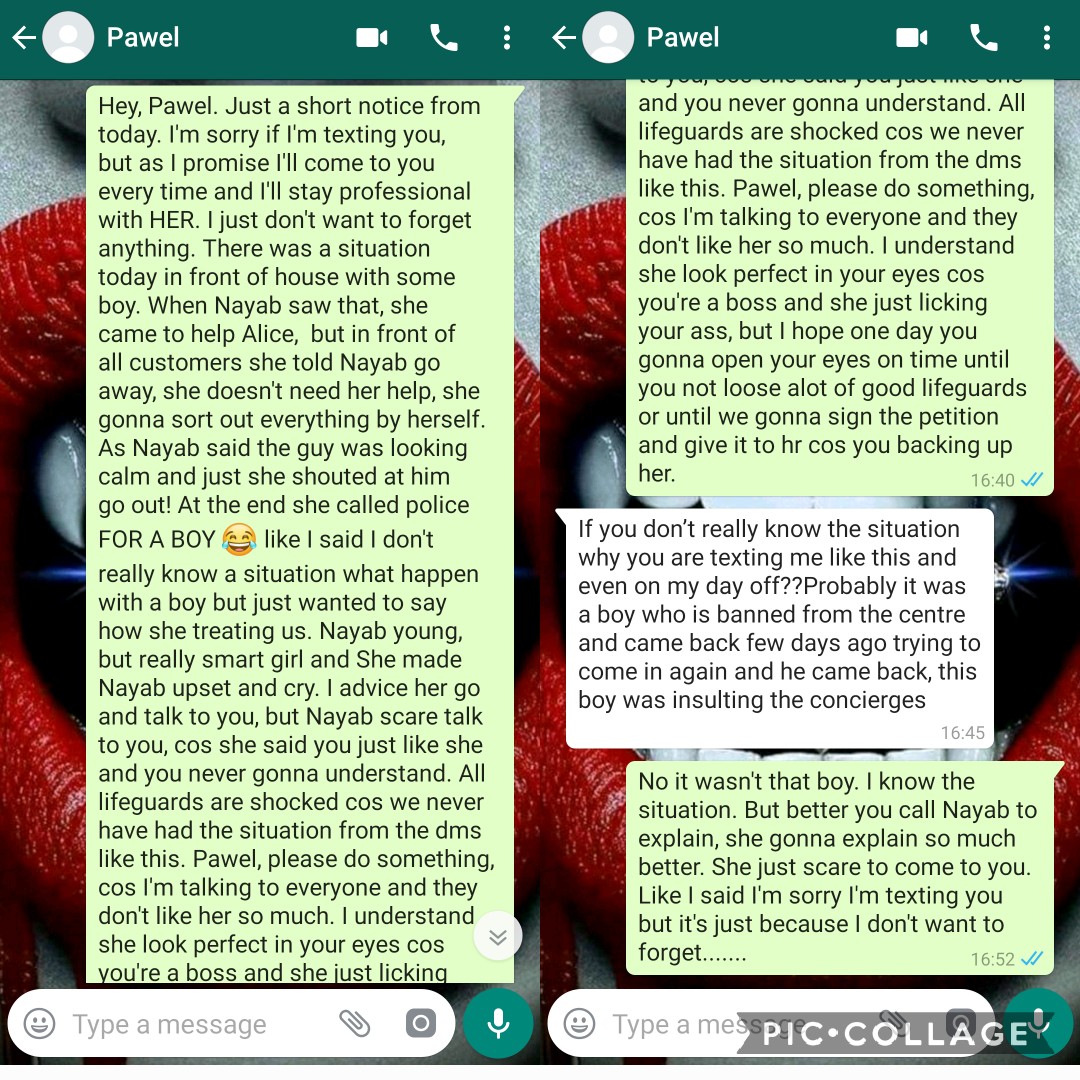 Pawel
Hey, Pawel. Just a short notice from
today. I'm sorry if I'm texting you,
but as I promise I'll come to you
every time and I'll stay professional
with HER. I just don't want to forget
anything. There was a situation
today in front of house with some
boy. When Nayab saw that, she
came to help Alice,  but in front of
all customers she told Nayab go
away, she doesn't need her help, she
gonna sort out everything by herself.
As Nayab said the guy was looking
calm and just she shouted at him
go out! At the end she called police
FOR A BOY 😂 like I said I don't
really know a situation what happen
with a boy but just wanted to say
how she treating us. Nayab young,
but really smart girl and She made
Nayab upset and cry. I advice her go
and talk to you, but Nayab scare talk
to you, cos she said you just like she
and you never gonna understand. All
lifeguards are shocked cos we never
have had the situation from the dms
like this. Pawel, please do something,
cos I'm talking to everyone and they
don't like her so much. I understand
she look perfect in your eyes cos
you're a boss and she just licking
Type a message
Pawel
to you, cos she said you just like she
and you never gonna understand. All
lifeguards are shocked cos we never
have had the situation from the dms
like this. Pawel, please do something,
cos I'm talking to everyone and they
don't like her so much. I understand
she look perfect in your eyes cos
you're a boss and she just licking
your ass, but I hope one day you
gonna open your eyes on time until
you not loose alot of good lifeguards
or until we gonna sign the petition
and give it to hr cos you backing up
her.
16:40
If you don't really know the situation
why you are texting me like this and
even on my day off??Probably it was
a boy who is banned from the centre
and came back few days ago trying to
come in again and he came back, this
boy was insulting the concierges
16:45
No it wasn't that boy. I know the
situation. But better you call Nayab to
explain, she gonna explain so much
better. She just scare to come to you.
Like I said I'm sorry I'm texting you
but it's just because I don't want to
forget.......
16:52
Type a message
PIC•COLLAGE